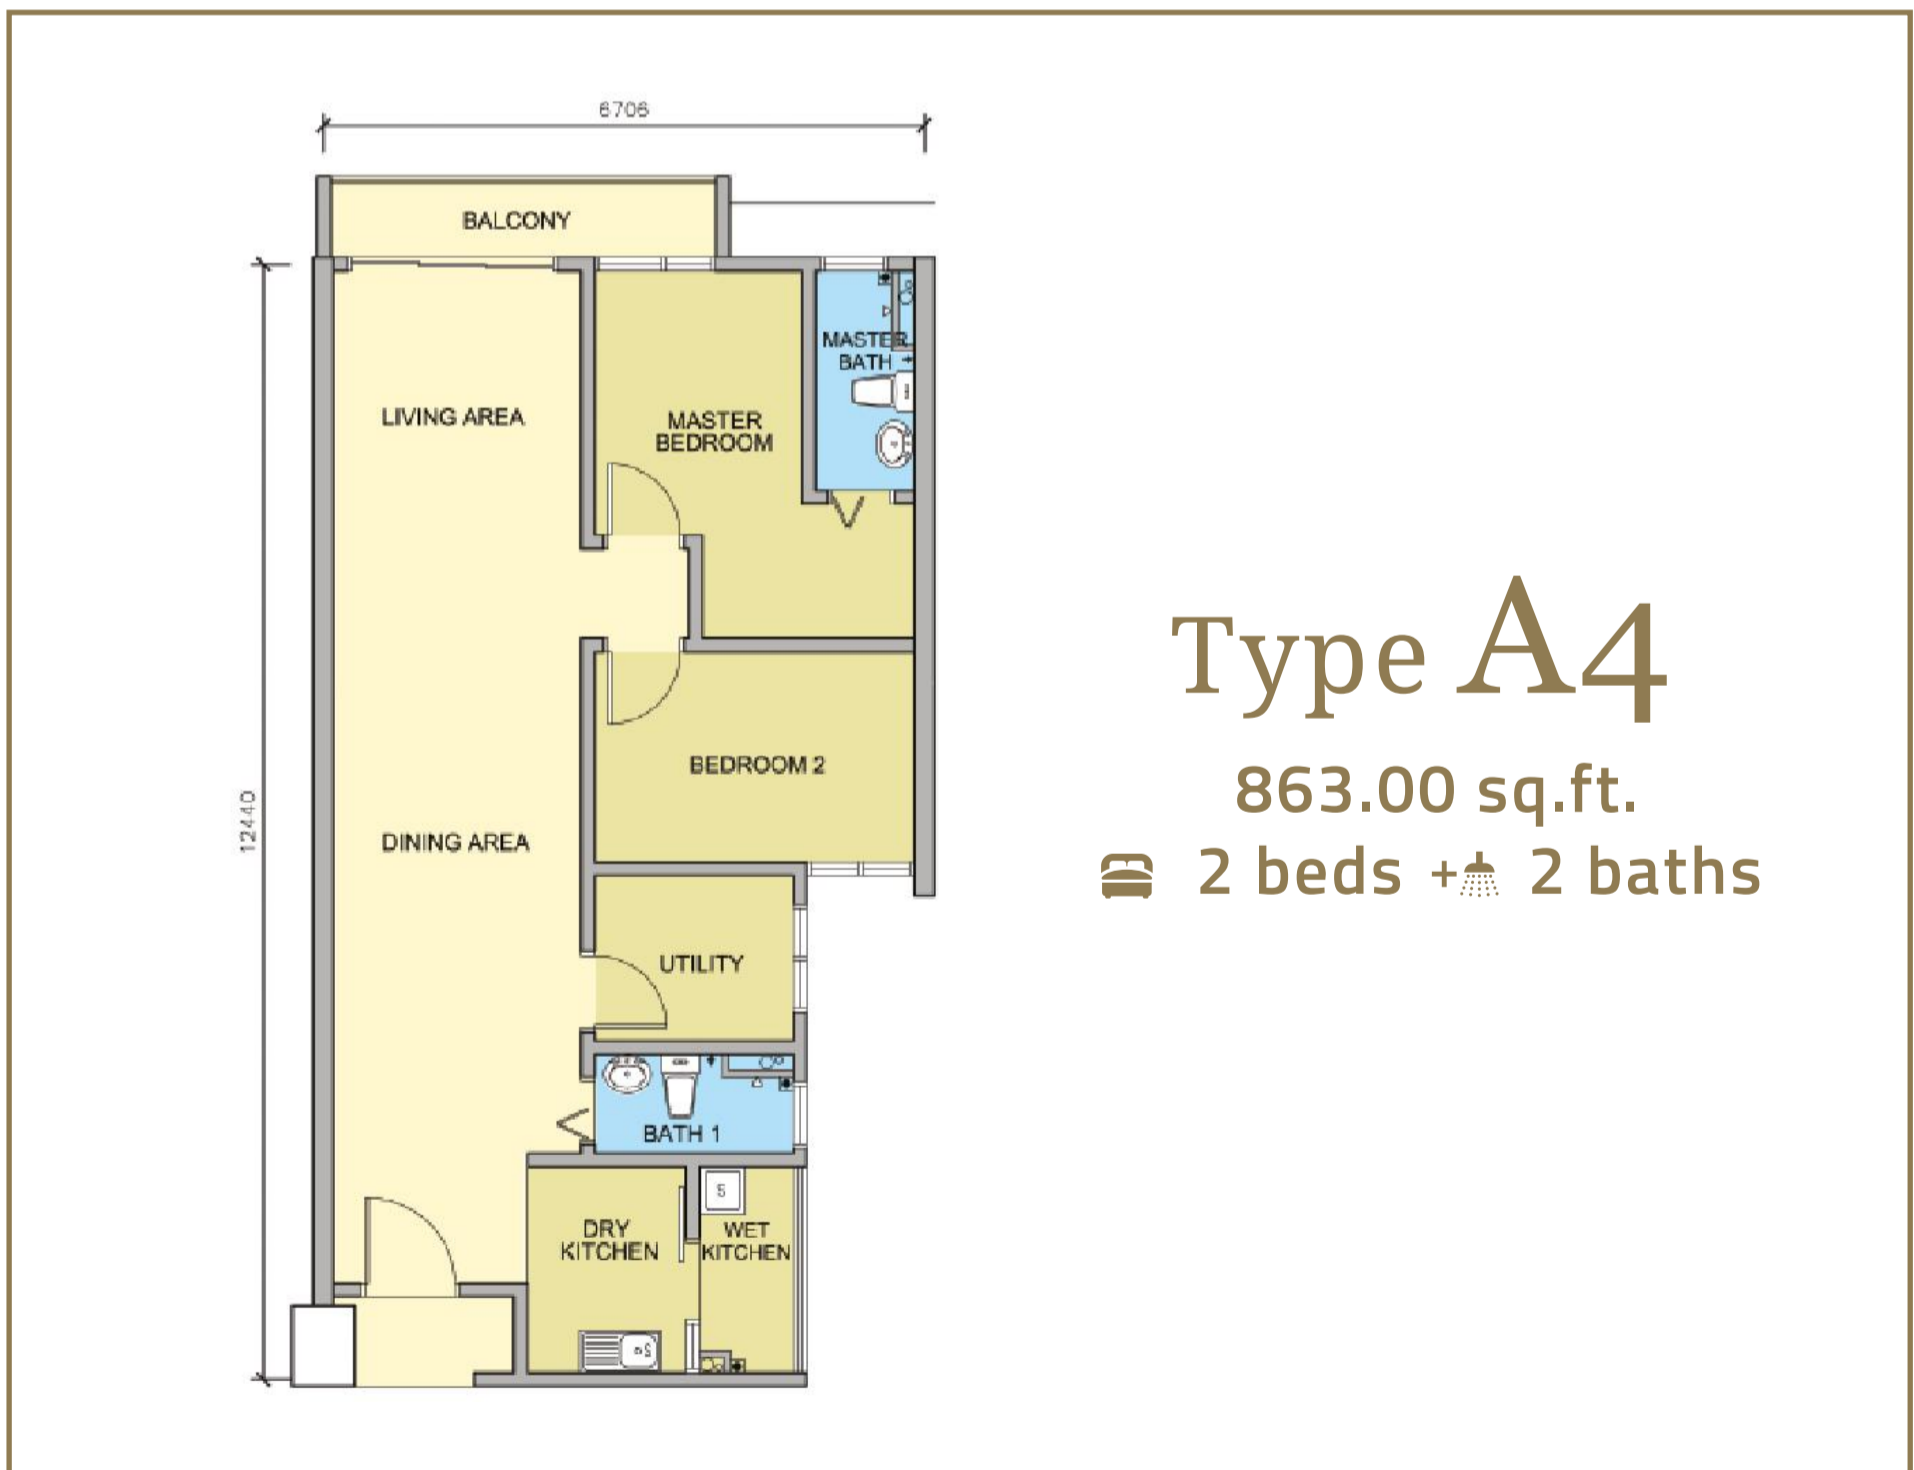 6706
BALCONY
MASTER
BATH
LIVING AREA
MASTER
BEDROOM
Type A4
BEDROOM 2
863.00 sq.ft.
12440
DINING AREA
2 beds + 2 baths
UTILITY
BATH 1
DRY
KITCHEN
WET
KITCHEN